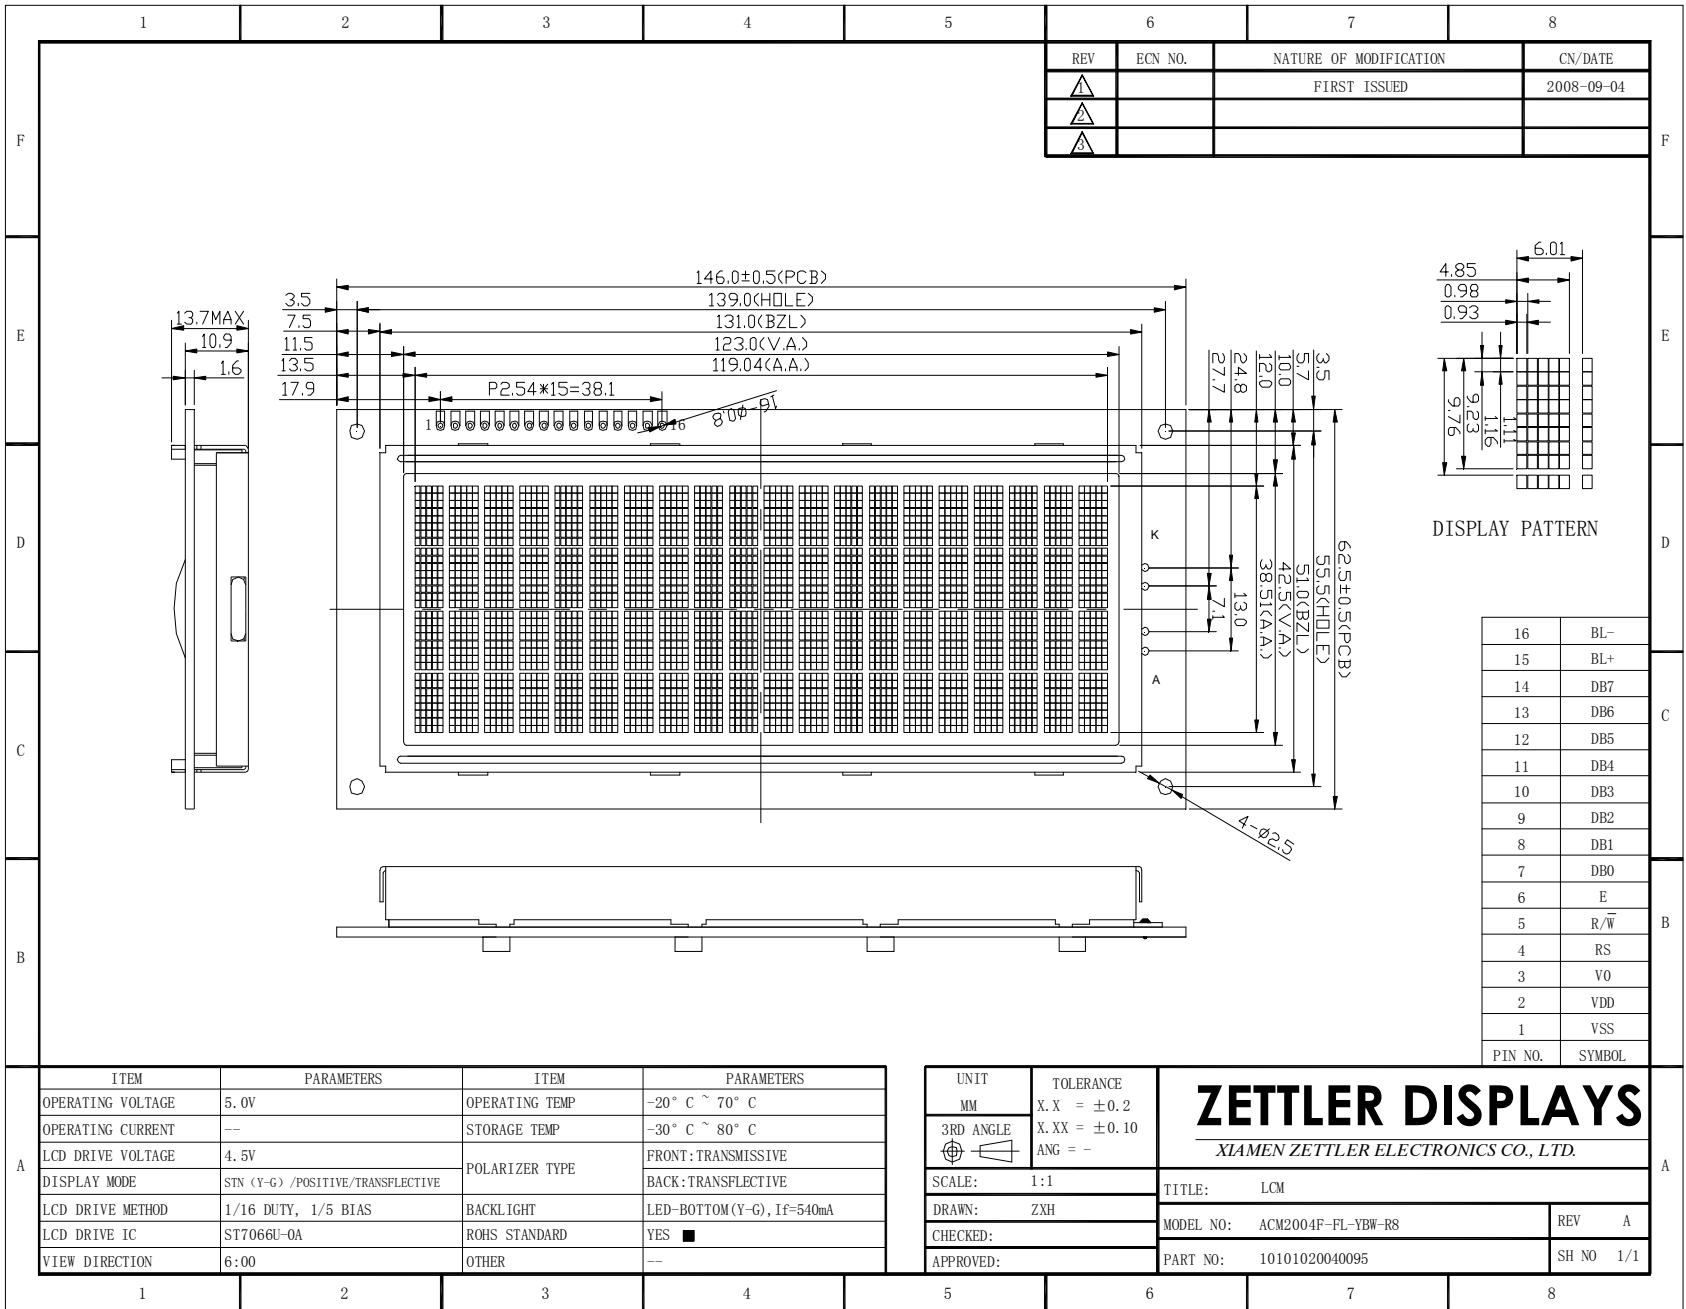 1 2 3 4 5 6 7 8
REV ECN NO. NATURE OF MODIFICATION CN/DATE
1 FIRST ISSUED 2008-09-04
2
3
F F
E E
D D
C C
B B
A A
146.0±0.5(PCB)
3.5 139.0(HOLE)
7.5 131.0(BZL)
11.5 123.0(V.A.)
13.5 119.04(A.A.)
17.9 P2.54*15=38.1
16-φ0.8
1 16
13.7MAX
10.9
1.6
3.5
5.7
10.0
12.0
24.8
27.7
62.5±0.5(PCB)
55.5(HOLE)
51.0(BZL)
42.5(V.A.)
38.51(A.A.)
13.0
7.1
K
A
4-φ2.5
6.01
4.85
0.98
0.93
1.11
1.16
9.23
9.76
DISPLAY PATTERN
16 BL-
15 BL+
14 DB7
13 DB6
12 DB5
11 DB4
10 DB3
9 DB2
8 DB1
7 DB0
6 E
5 R/W̅
4 RS
3 V0
2 VDD
1 VSS
PIN NO. SYMBOL
ITEM PARAMETERS ITEM PARAMETERS
OPERATING VOLTAGE 5.0V OPERATING TEMP -20° C ~ 70° C
OPERATING CURRENT -- STORAGE TEMP -30° C ~ 80° C
LCD DRIVE VOLTAGE 4.5V POLARIZER TYPE FRONT:TRANSMISSIVE
DISPLAY MODE STN (Y-G) /POSITIVE/TRANSFLECTIVE BACK:TRANSFLECTIVE
LCD DRIVE METHOD 1/16 DUTY, 1/5 BIAS BACKLIGHT LED-BOTTOM(Y-G),If=540mA
LCD DRIVE IC ST7066U-0A ROHS STANDARD YES ■
VIEW DIRECTION 6:00 OTHER --
UNIT
MM
3RD ANGLE
TOLERANCE
X.X = ±0.2
X.XX = ±0.10
ANG = -
SCALE: 1:1
DRAWN: ZXH
CHECKED:
APPROVED:
ZETTLER DISPLAYS
XIAMEN ZETTLER ELECTRONICS CO., LTD.
TITLE: LCM
MODEL NO: ACM2004F-FL-YBW-R8 REV A
PART NO: 10101020040095 SH NO 1/1
1 2 3 4 5 6 7 8